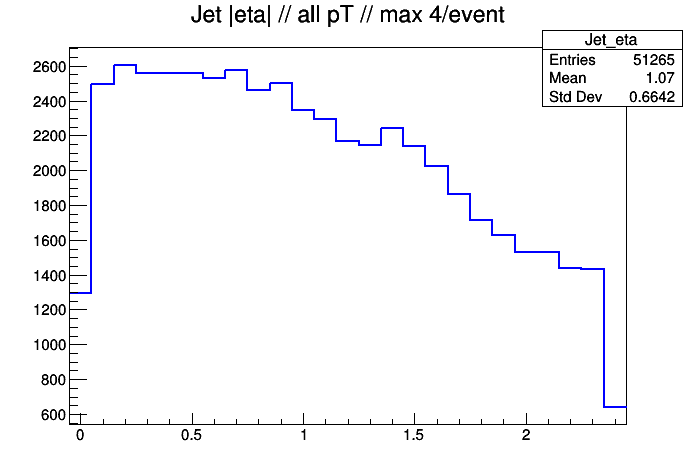 Jet |eta| // all pT // max 4/event
Jet_eta
Entries 51265
Mean 1.07
Std Dev 0.6642
2600
2400
2200
2000
1800
1600
1400
1200
1000
800
600
0 0.5 1 1.5 2